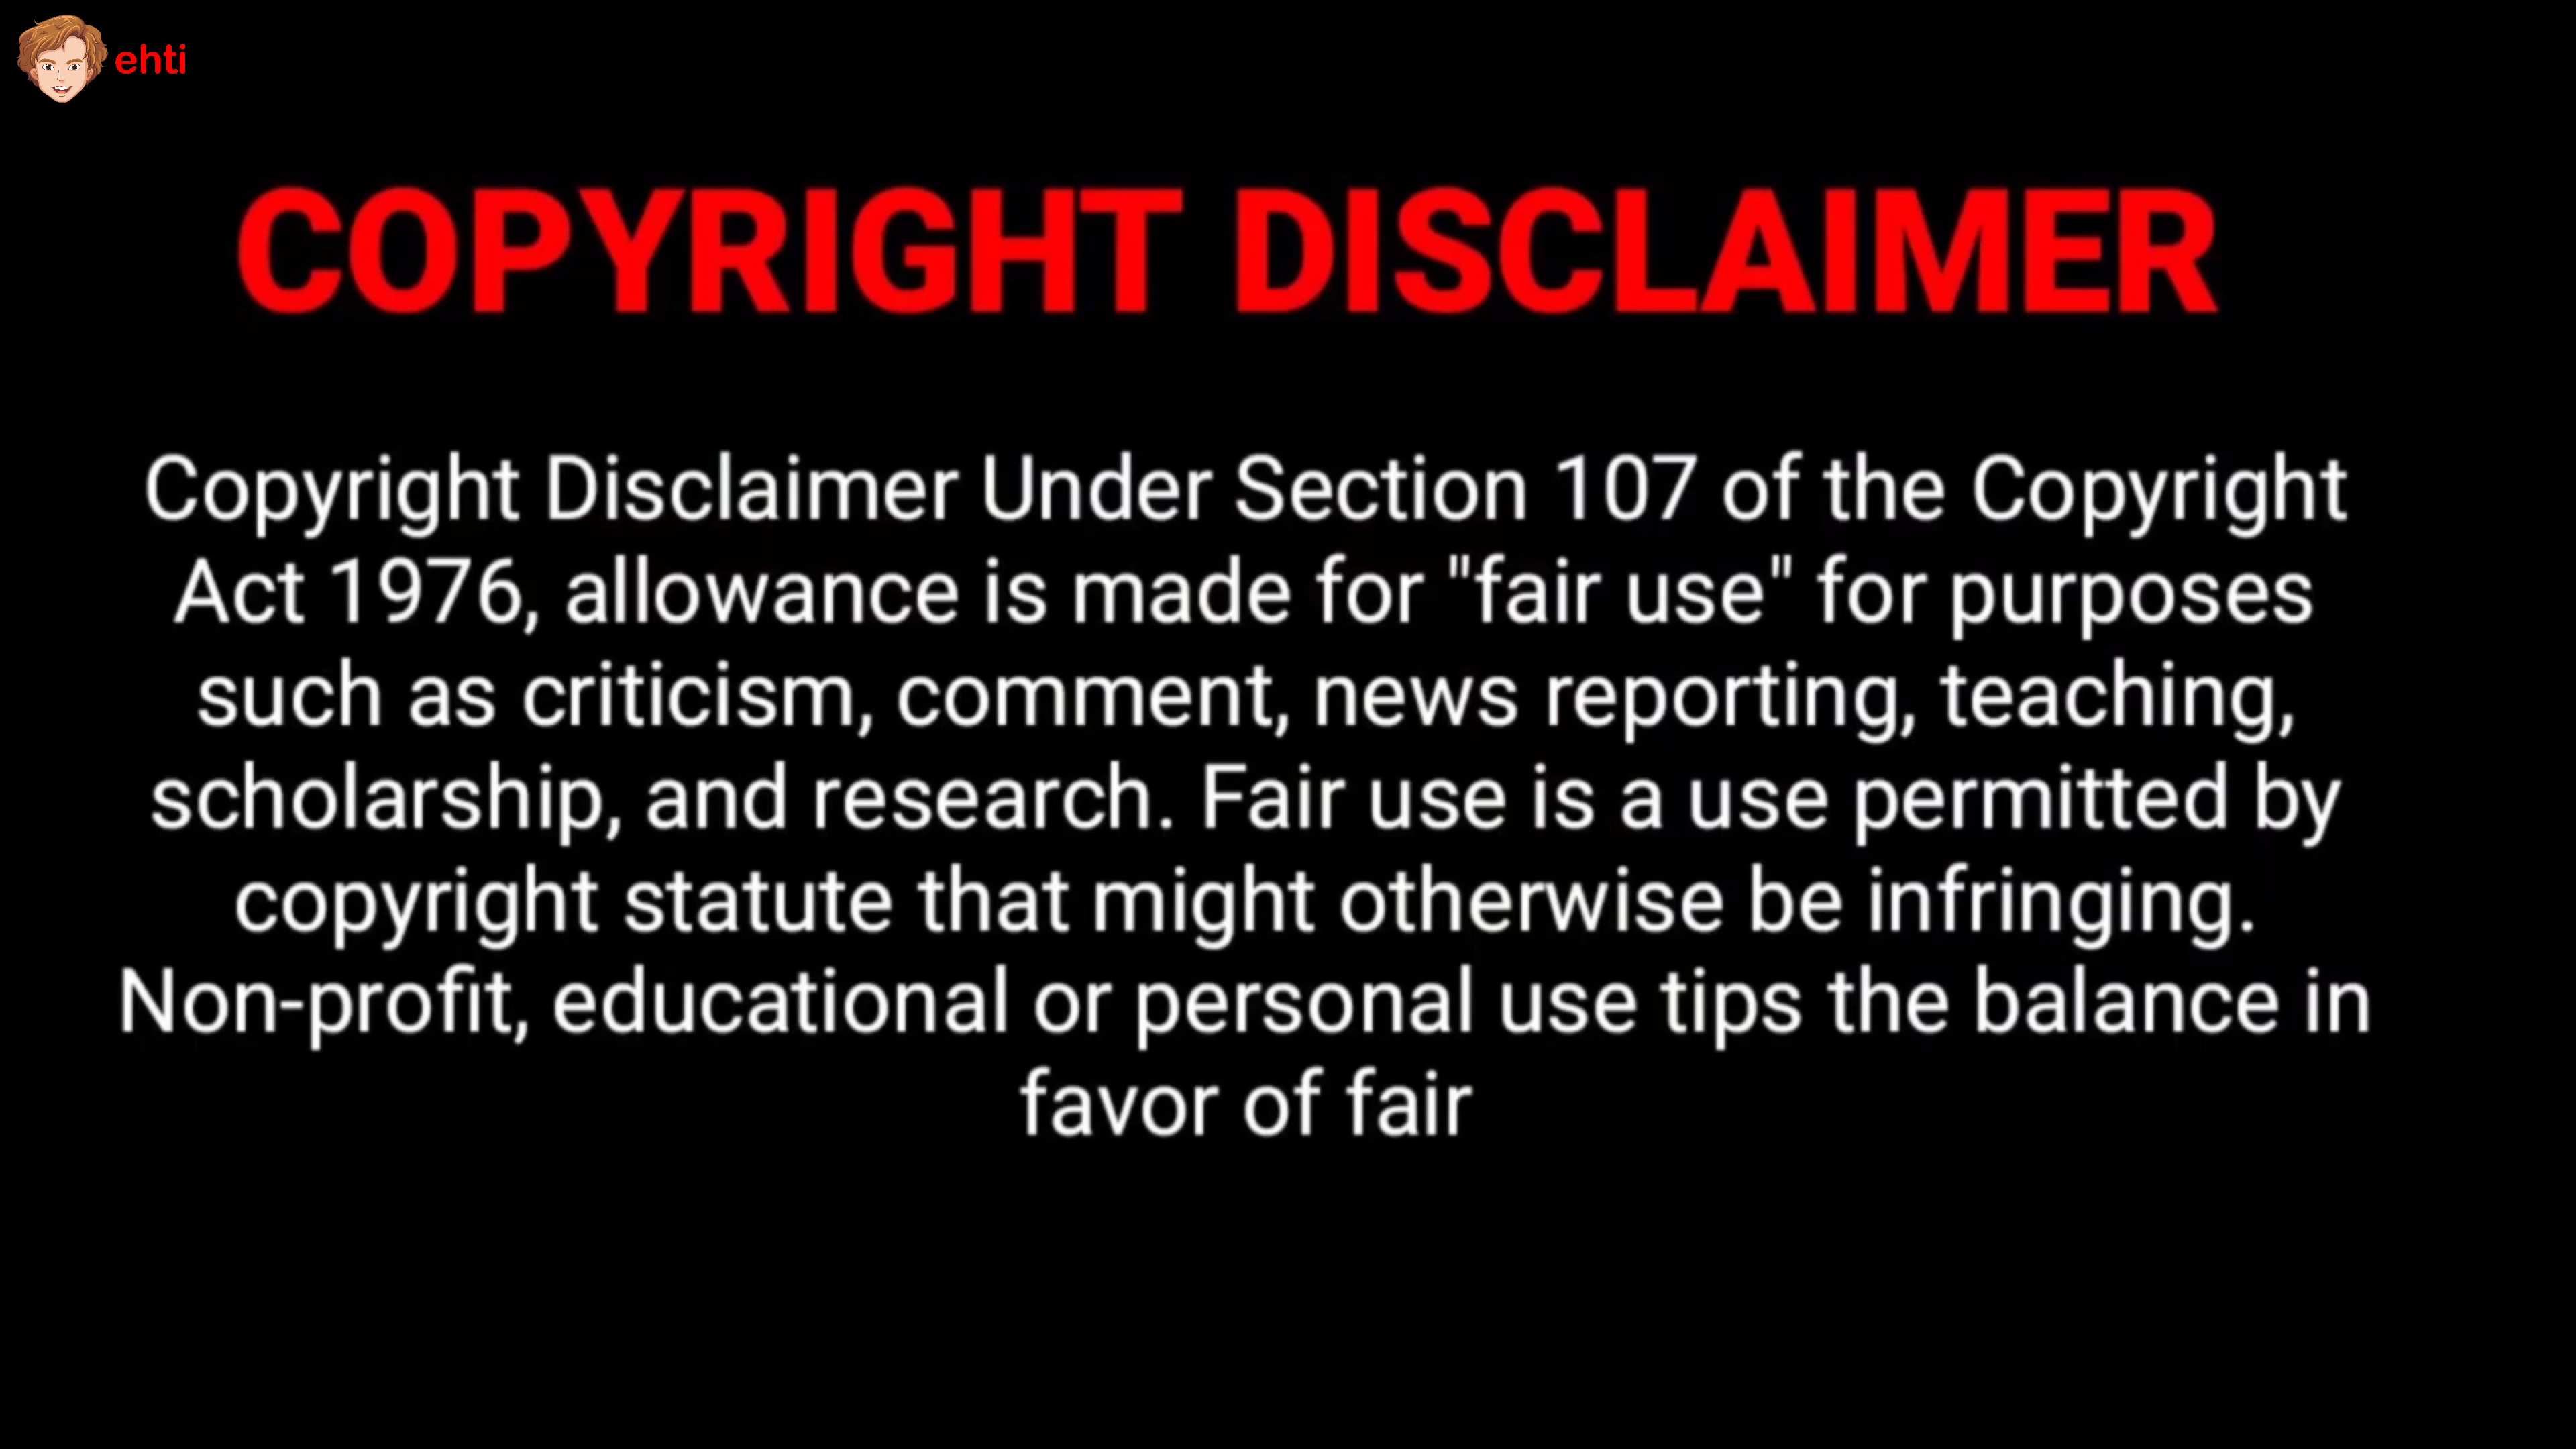 ehti
COPYRIGHT DISCLAIMER
Copyright Disclaimer Under Section 107 of the Copyright
Act 1976, allowance is made for "fair use" for purposes
such as criticism, comment, news reporting, teaching,
scholarship, and research. Fair use is a use permitted by
copyright statute that might otherwise be infringing.
Non-profit, educational or personal use tips the balance in
favor of fair